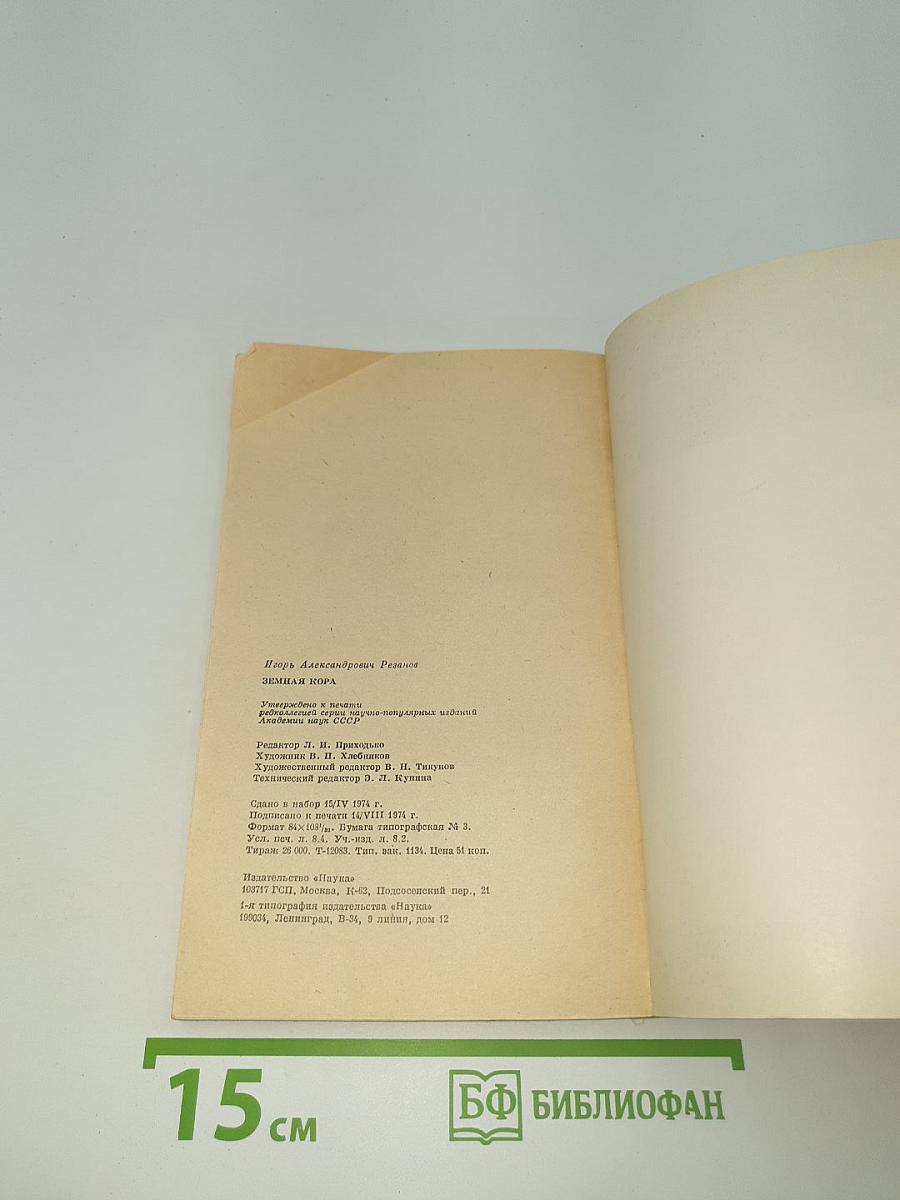 Игорь Александрович Резанов
ЗЕМНАЯ КОРА
Утверждено к печати
редколлегией серии научно-популярных изданий
Академии наук СССР
Редактор Л. И. Приходько
Художник В. П. Хлебников
Художественный редактор В. Н. Тикунов
Технический редактор Э. Л. Кунина
Сдано в набор 15/IV 1974 г.
Подписано к печати 14/VIII 1974 г.
Формат 84×108¹/₃₂. Бумага типографская № 3.
Усл. печ. л. 8.4. Уч.-изд. л. 8.2.
Тираж 26 000. Т-12083. Тип. зак. 1134. Цена 51 коп.
Издательство «Наука»
103717 ГСП, Москва, К-62, Подсосенский пер., 21
1-я типография издательства «Наука»
199034, Ленинград, В-34, 9 линия, дом 12
15 см
БФ БИБЛИОФАН